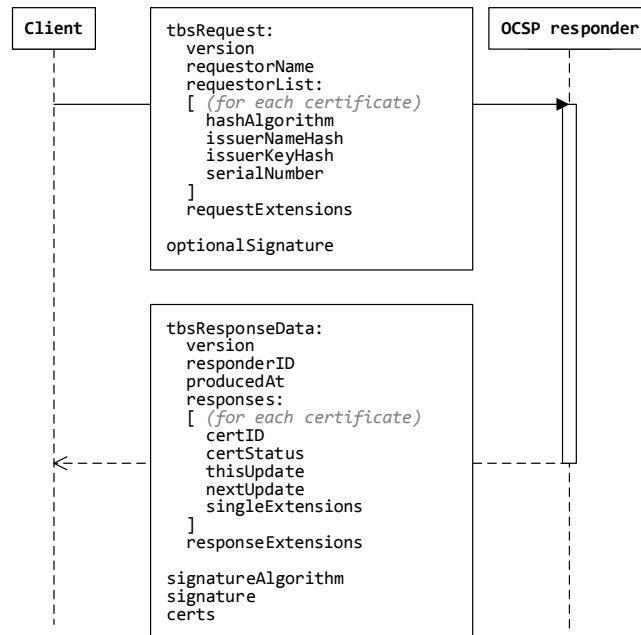 Client
OCSP responder
tbsRequest:
version
requestorName
requestorList:
[ (for each certificate)
hashAlgorithm
issuerNameHash
issuerKeyHash
serialNumber
]
requestExtensions
optionalSignature
tbsResponseData:
version
responderID
producedAt
responses:
[ (for each certificate)
certID
certStatus
thisUpdate
nextUpdate
singleExtensions
]
responseExtensions
signatureAlgorithm
signature
certs